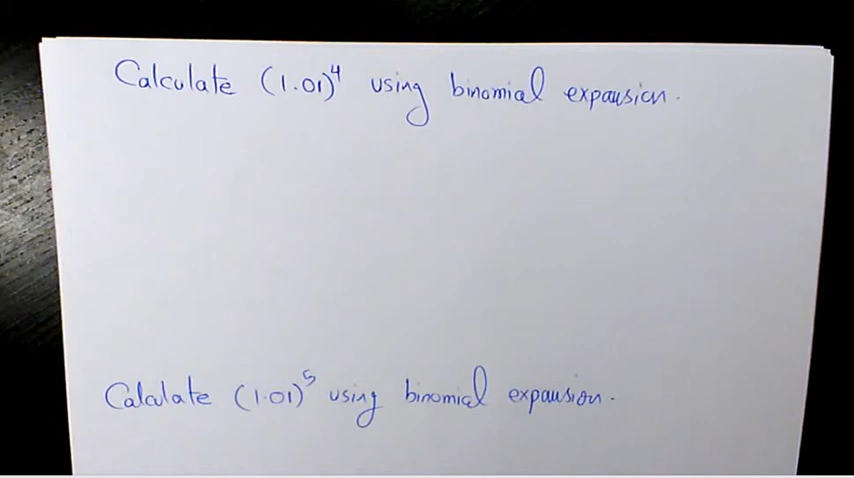 Calculate (1.01)⁴ using binomial expansion.
Calculate (1.01)⁵ using binomial expansion.